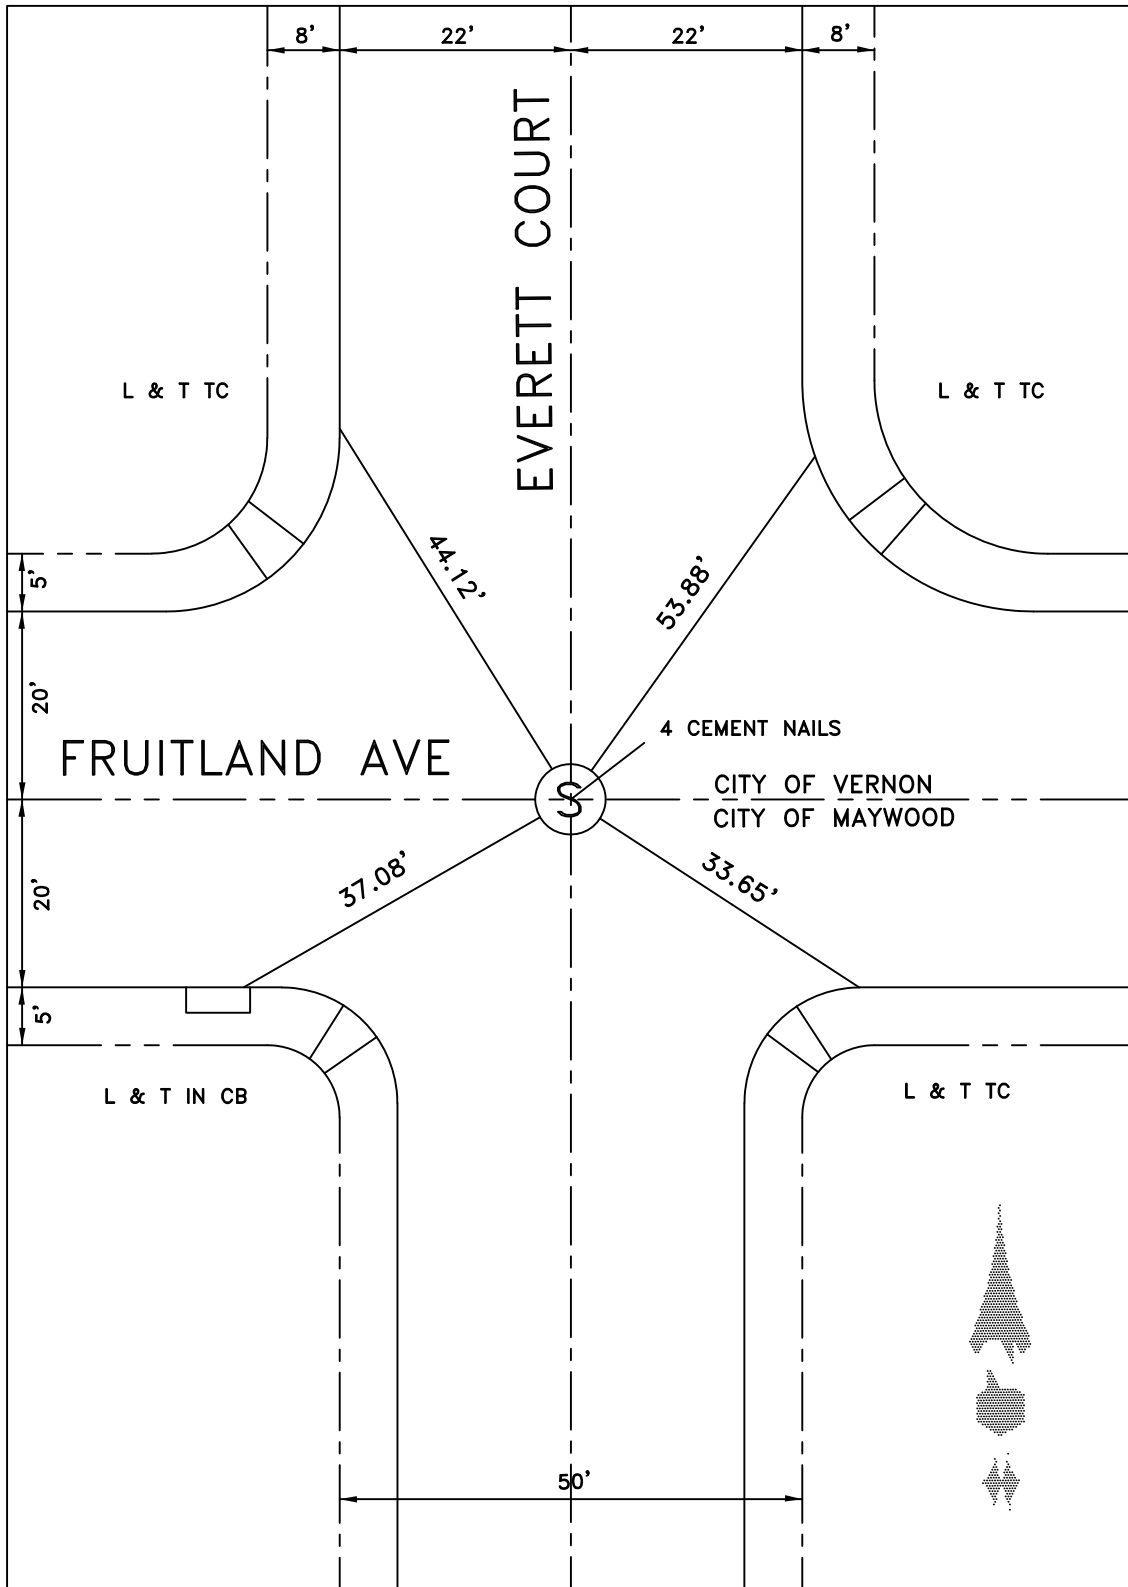 8' 22' 22' 8'
EVERETT COURT
L & T TC
L & T TC
44.12'
53.88'
5'
20'
FRUITLAND AVE
4 CEMENT NAILS
CITY OF VERNON
S
CITY OF MAYWOOD
37.08'
33.65'
20'
5'
L & T IN CB
L & T TC
50'